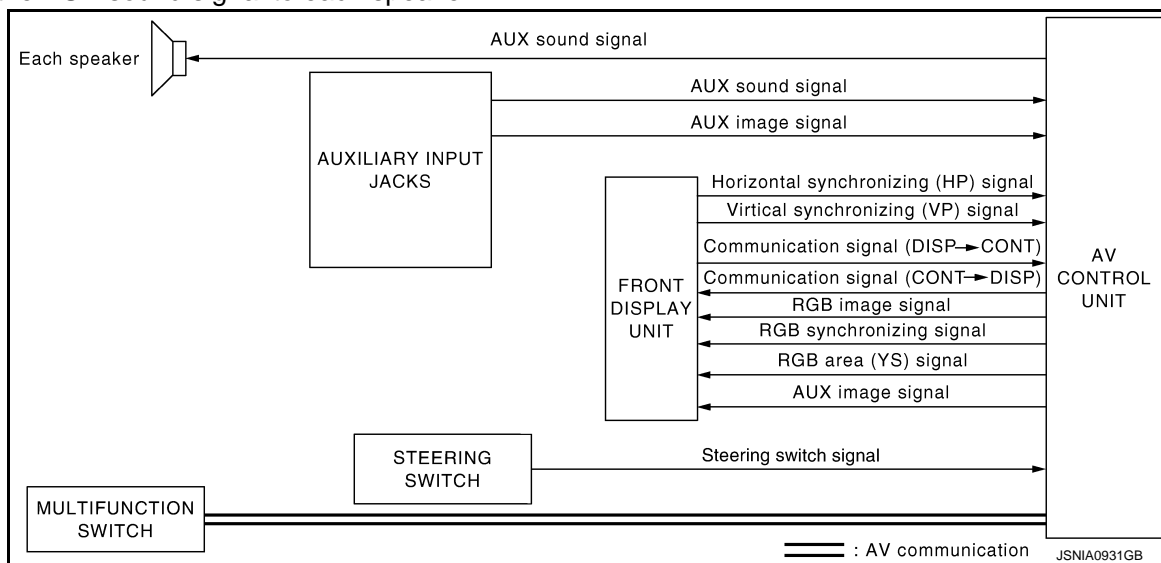 AUX sound signal
Each speaker
AUX sound signal
AUX image signal
AUXILIARY INPUT
JACKS
Horizontal synchronizing (HP) signal
Virtical synchronizing (VP) signal
Communication signal (DISP→CONT)
Communication signal (CONT→DISP)
RGB image signal
RGB synchronizing signal
RGB area (YS) signal
AUX image signal
FRONT
DISPLAY
UNIT
AV
CONTROL
UNIT
STEERING
SWITCH
Steering switch signal
MULTIFUNCTION
SWITCH
: AV communication
JSNIA0931GB